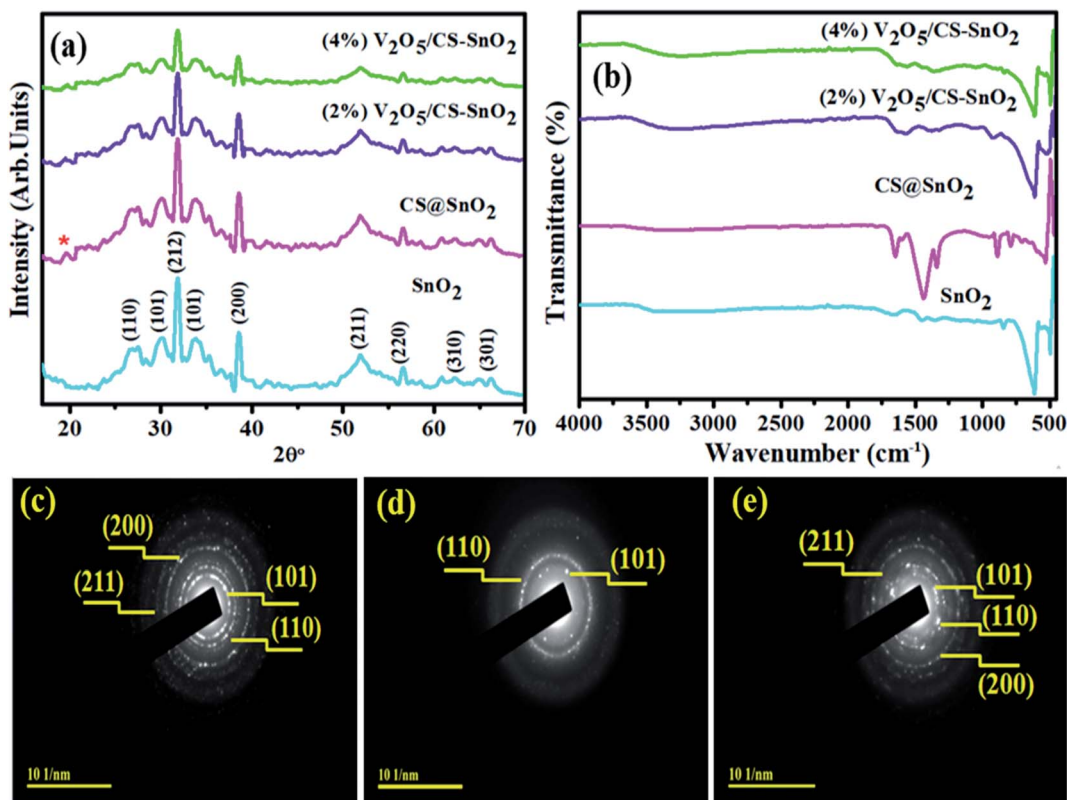 (a)
(4%) V₂O₅/CS-SnO₂
(2%) V₂O₅/CS-SnO₂
CS@SnO₂
SnO₂
*
(110)
(101)
(212)
(101)
(200)
(211)
(220)
(310)
(301)
Intensity (Arb.Units)
20 30 40 50 60 70
2θ°
(b)
(4%) V₂O₅/CS-SnO₂
(2%) V₂O₅/CS-SnO₂
CS@SnO₂
SnO₂
Transmittance (%)
4000 3500 3000 2500 2000 1500 1000 500
Wavenumber (cm⁻¹)
(c)
(200)
(211)
(101)
(110)
10 1/nm
(d)
(110)
(101)
10 1/nm
(e)
(211)
(101)
(110)
(200)
10 1/nm